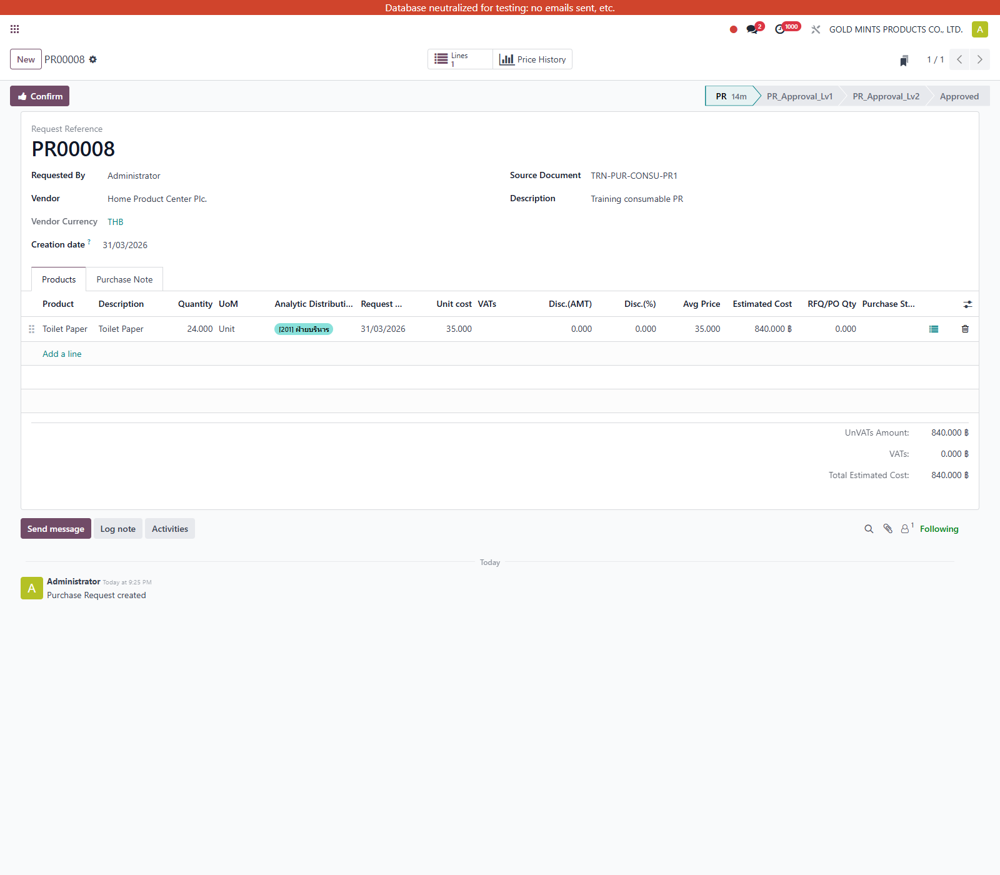 Database neutralized for testing: no emails sent, etc.
2 1000 GOLD MINTS PRODUCTS CO., LTD. A
New PR00008 Lines 1 Price History 1 / 1
Confirm PR 14m PR_Approval_Lv1 PR_Approval_Lv2 Approved
Request Reference
PR00008
Requested By Administrator Source Document TRN-PUR-CONSU-PR1
Vendor Home Product Center Plc. Description Training consumable PR
Vendor Currency THB
Creation date ? 31/03/2026
Products Purchase Note
Product Description Quantity UoM Analytic Distributi... Request ... Unit cost VATs Disc.(AMT) Disc.(%) Avg Price Estimated Cost RFQ/PO Qty Purchase St...
Toilet Paper Toilet Paper 24.000 Unit [201] ฝ่ายบริหาร 31/03/2026 35.000 0.000 0.000 35.000 840.000 ฿ 0.000
Add a line
UnVATs Amount: 840.000 ฿
VATs: 0.000 ฿
Total Estimated Cost: 840.000 ฿
Send message Log note Activities 1 Following
Today
A Administrator Today at 9:25 PM
Purchase Request created